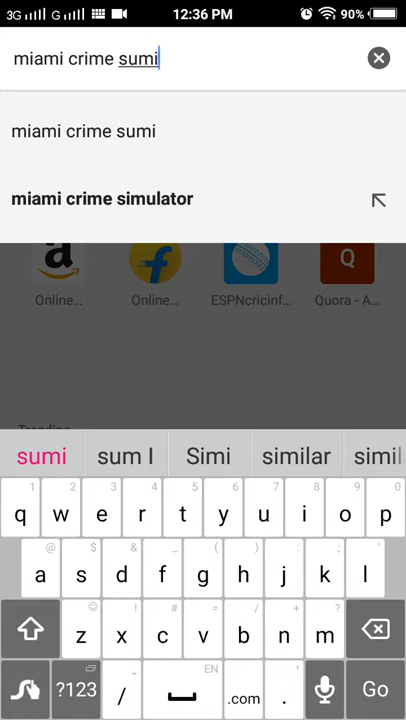 3G G 12:36 PM 90%
miami crime sumi
miami crime sumi
miami crime simulator
a
Online... Online... ESPNcricinf... Quora - A...
Q
sumi sum I Simi similar simil
1 2 3 4 5 6 7 8 9 0
q w e r t y u i o p
@ $ & _ ( ) : ; "
a s d f g h j k l
! # = / + ?
z x c v b n m
EN
?123 / .com . Go